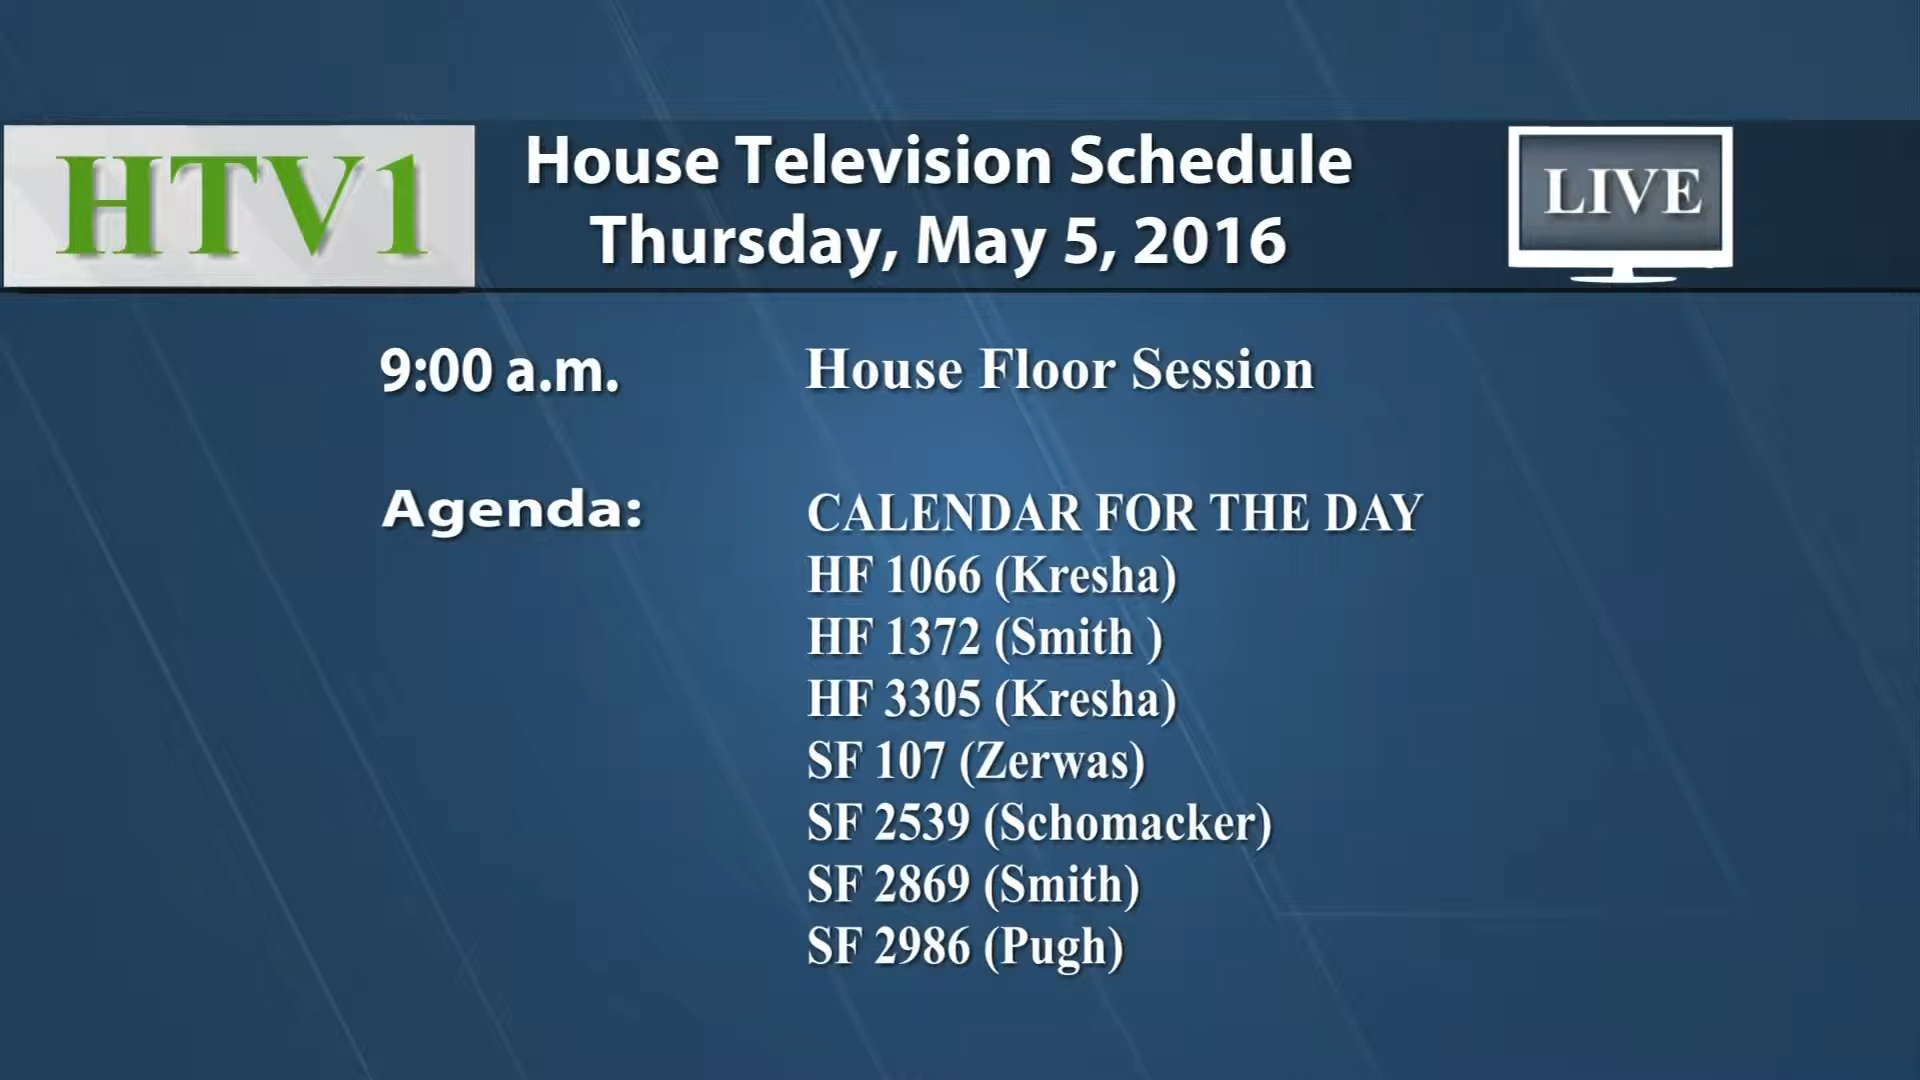 HTV1
House Television Schedule
Thursday, May 5, 2016
LIVE
9:00 a.m. House Floor Session
Agenda: CALENDAR FOR THE DAY
HF 1066 (Kresha)
HF 1372 (Smith )
HF 3305 (Kresha)
SF 107 (Zerwas)
SF 2539 (Schomacker)
SF 2869 (Smith)
SF 2986 (Pugh)